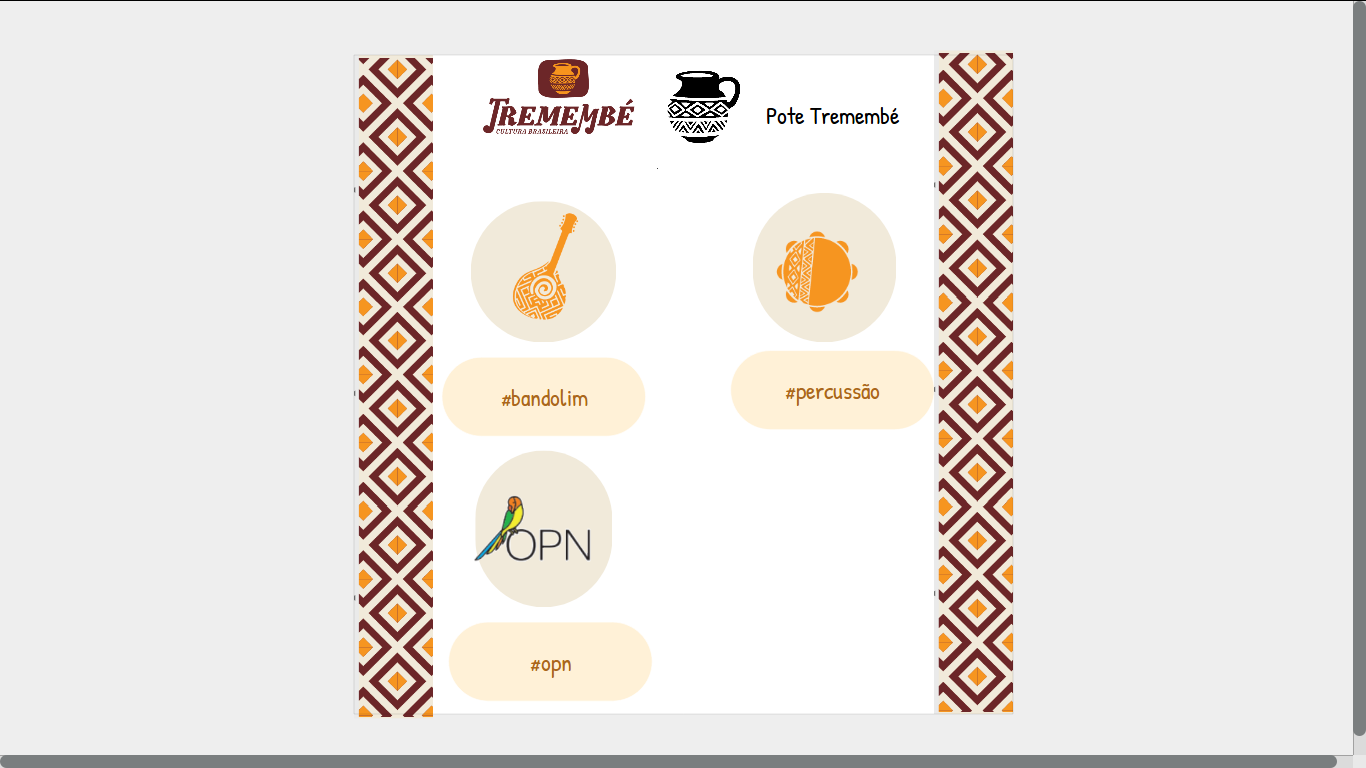 TREMEMBÉ
CULTURA BRASILEIRA
Pote Tremembé
#bandolim
#percussão
OPN
#opn